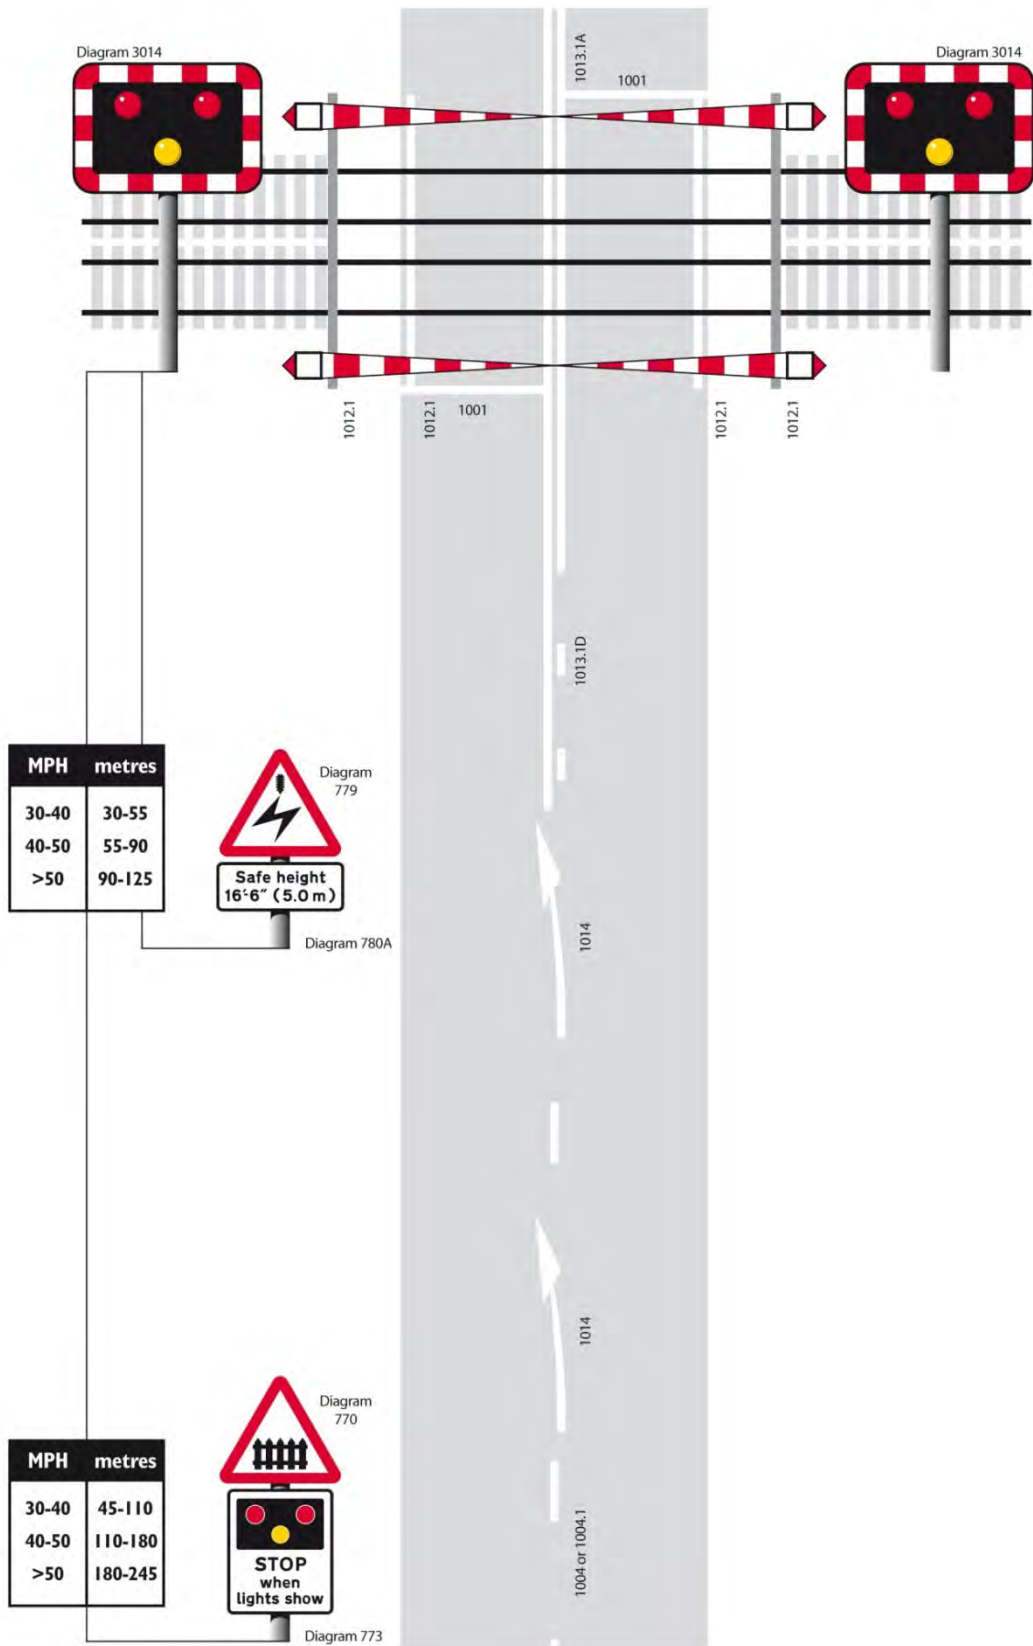 Diagram 3014
1013.1A
1001
Diagram 3014
1012.1
1012.1
1001
1012.1
1012.1
1013.1D
MPH metres
30-40 30-55
40-50 55-90
>50 90-125
Diagram
779
Safe height
16'-6" (5.0 m)
Diagram 780A
1014
1014
Diagram
770
MPH metres
30-40 45-110
40-50 110-180
>50 180-245
STOP
when
lights show
Diagram 773
1004 or 1004.1